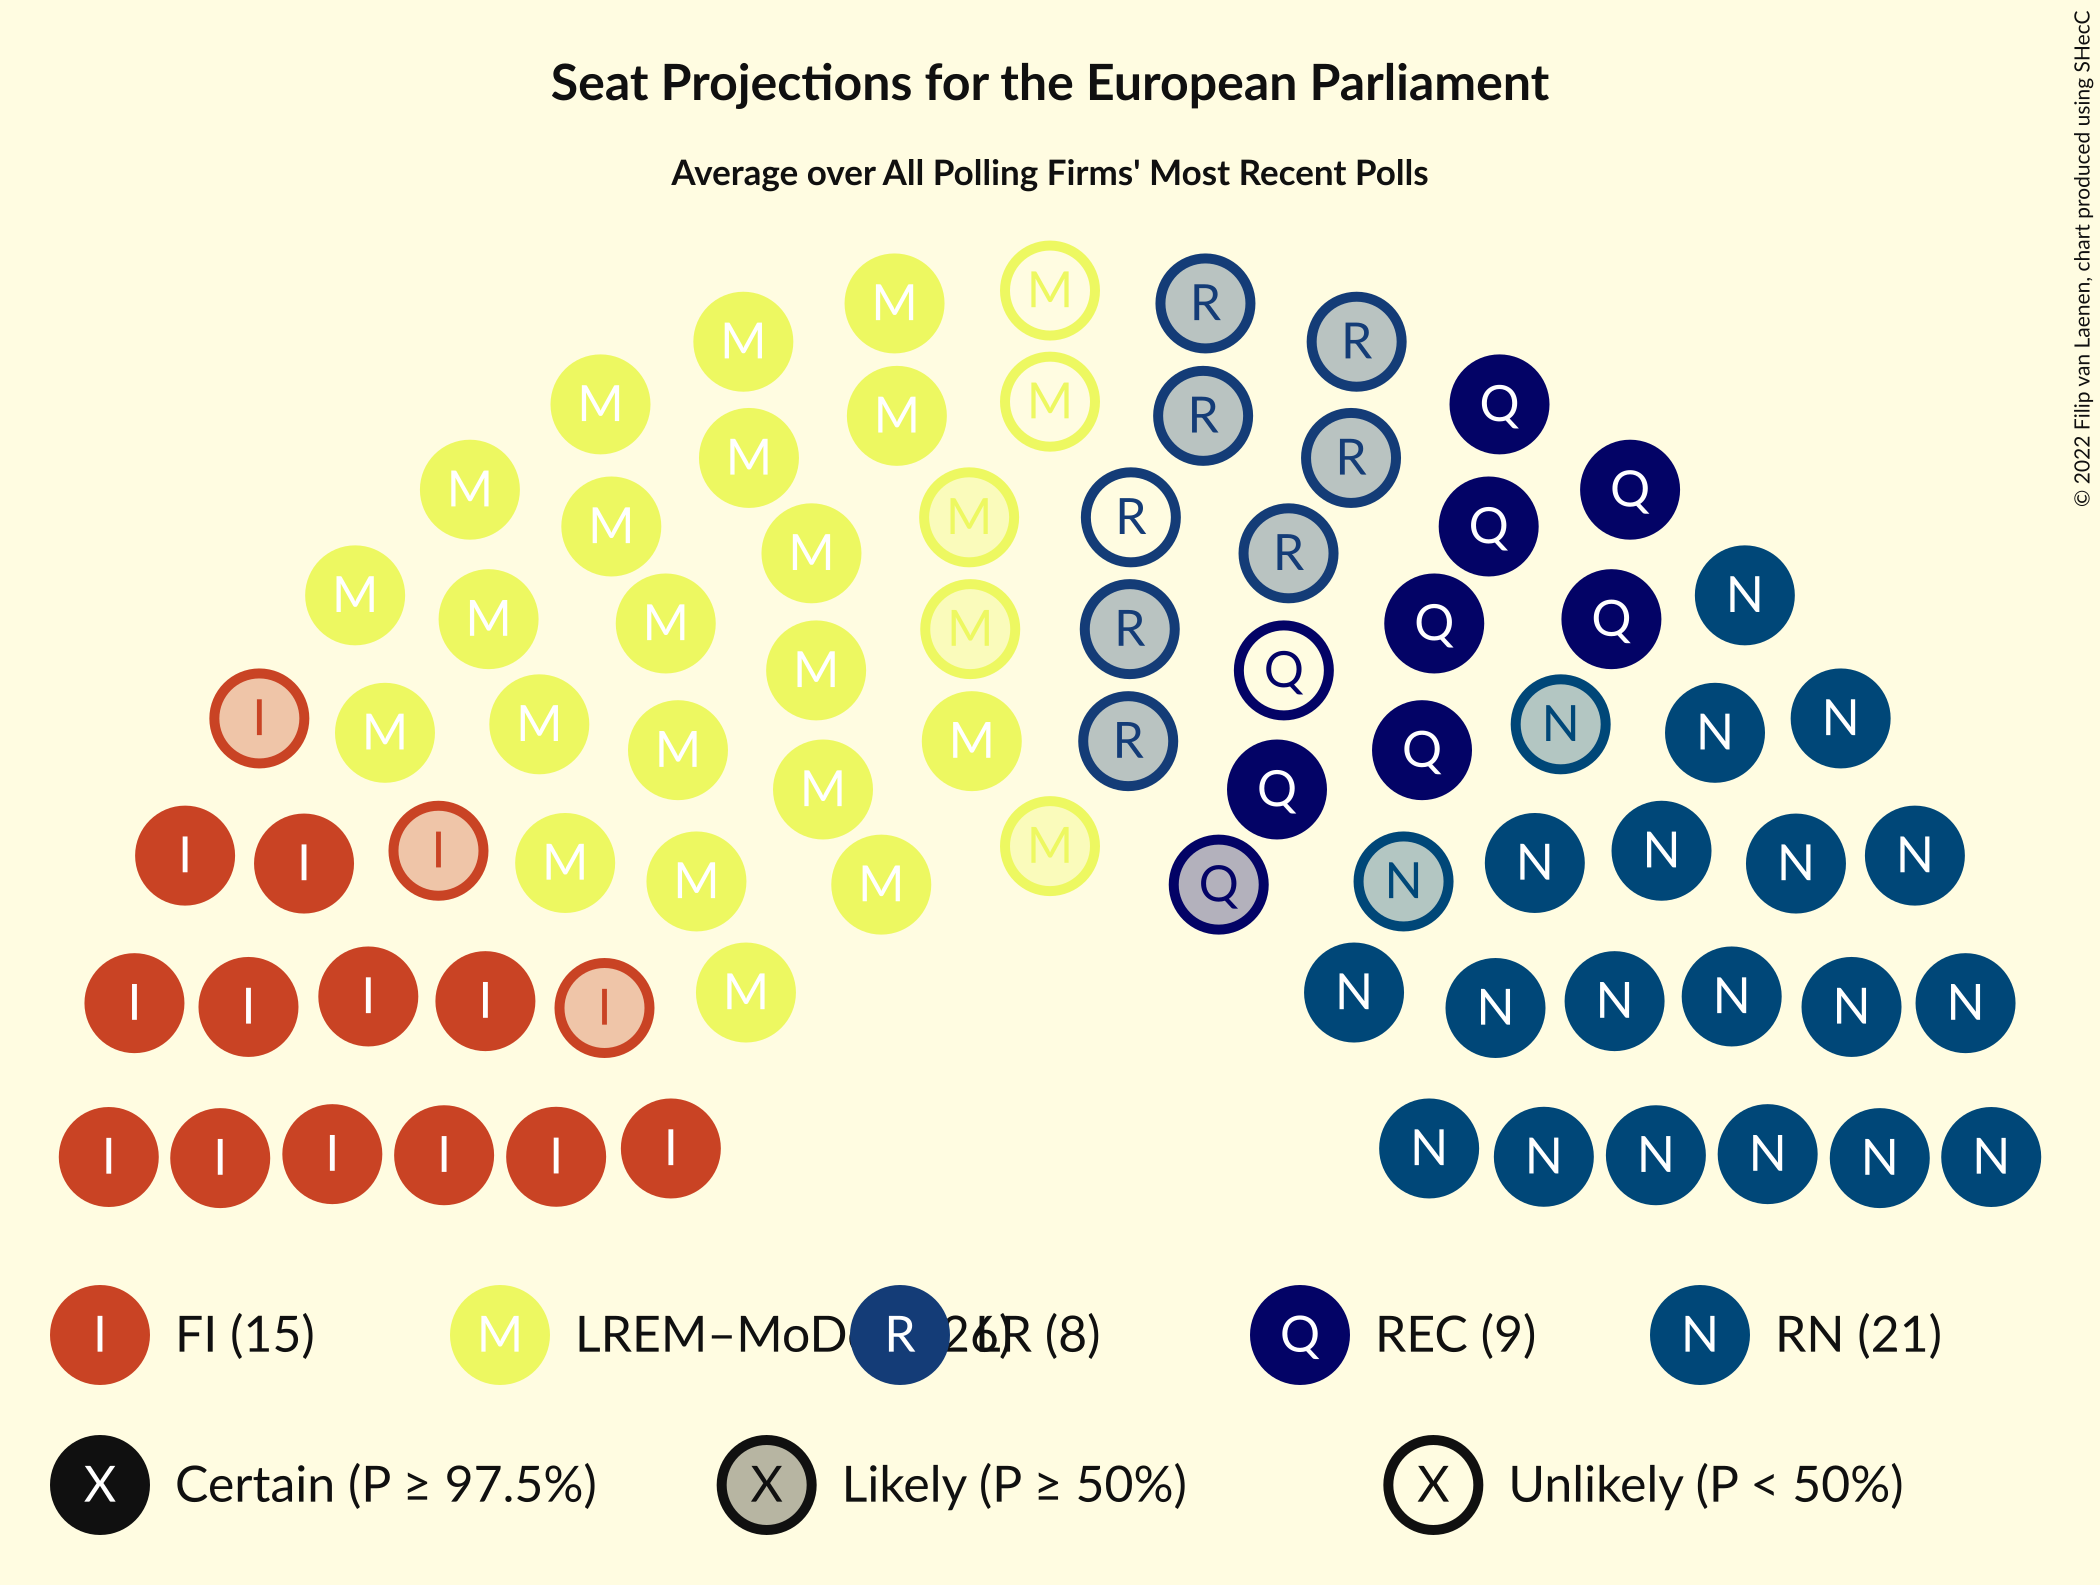 Seat Projections for the European Parliament
Average over All Polling Firms' Most Recent Polls
© 2022 Filip van Laenen, chart produced using SHecC
M M M R R
M M M R R Q
M M M R R Q Q
M M M M R R Q Q N
M M M M R Q Q Q N
I M M M M M R Q Q N N N
I I I M M M M Q N N N N N
I I I I I M N N N N N N
I I I I I I N N N N N N
I FI (15) M LREM–MoD R 26) LR (8) Q REC (9) N RN (21)
X Certain (P ≥ 97.5%) X Likely (P ≥ 50%) X Unlikely (P < 50%)